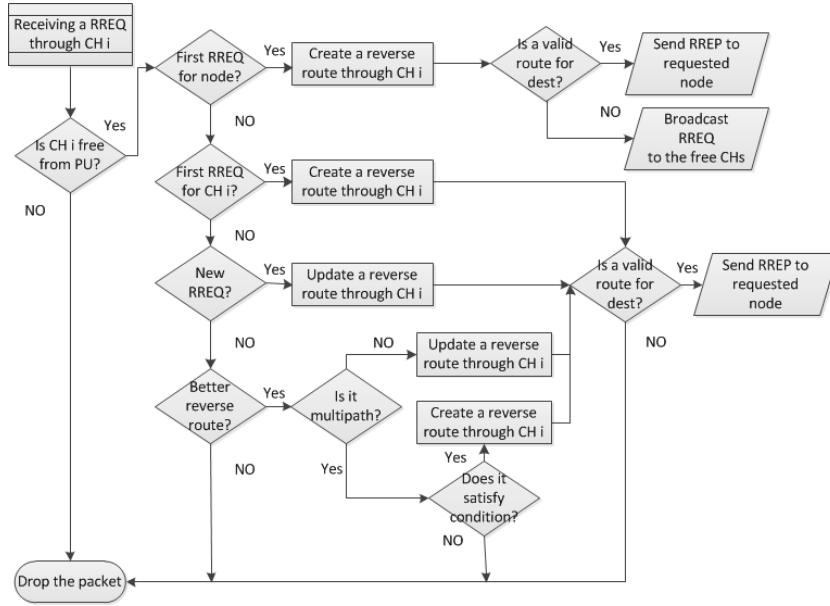 Receiving a RREQ
through CH i
First RREQ
for node?
Yes
Create a reverse
route through CH i
Is a valid
route for
dest?
Yes
Send RREP to
requested
node
NO
Broadcast
RREQ
to the free CHs
Is CH i free
from PU?
Yes
NO
NO
First RREQ
for CH i?
Yes
Create a reverse
route through CH i
NO
New
RREQ?
Yes
Update a reverse
route through CH i
Is a valid
route for
dest?
Yes
Send RREP to
requested
node
NO
NO
Better
reverse
route?
Yes
Is it
multipath?
NO
Update a reverse
route through CH i
Create a reverse
route through CH i
NO
Yes
Yes
Does it
satisfy
condition?
NO
Drop the packet